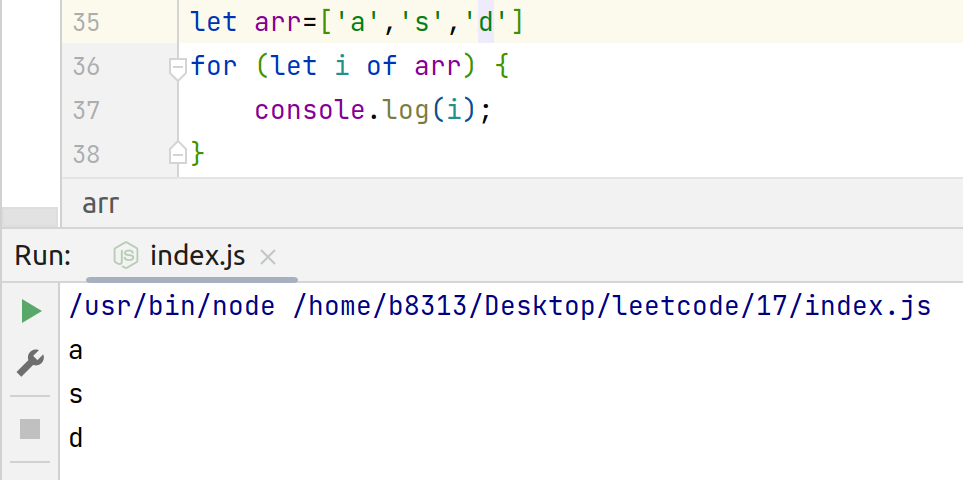 35 let arr=['a','s','d']
36 for (let i of arr) {
37 console.log(i);
38 }
arr
Run: JS index.js
/usr/bin/node /home/b8313/Desktop/leetcode/17/index.js
a
s
d